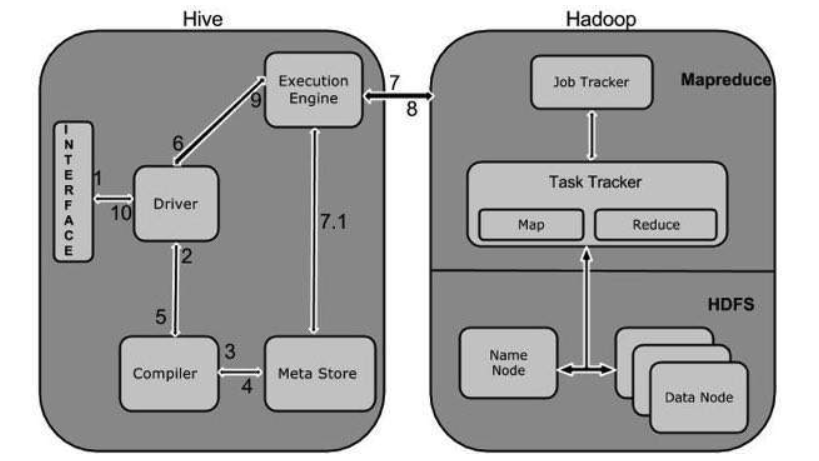 Hive
Hadoop
Execution
Engine
7
8
9
6
INTERFACE
1
10
Driver
2
7.1
5
Compiler
3
4
Meta Store
Job Tracker
Mapreduce
Task Tracker
Map
Reduce
HDFS
Name
Node
Data Node